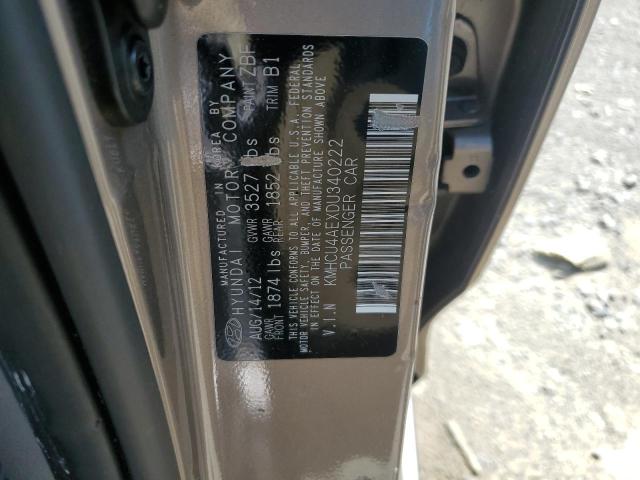 MANUFACTURED IN KOREA BY
HYUNDAI MOTOR COMPANY
AUG/14/12 GVWR 3527 lbs PAINT ZBF
GAWR FRONT 1874 lbs GAWR REAR 1852 lbs TRIM B1
THIS VEHICLE CONFORMS TO ALL APPLICABLE U.S.A. FEDERAL
MOTOR VEHICLE SAFETY, BUMPER, AND THEFT PREVENTION STANDARDS
IN EFFECT ON THE DATE OF MANUFACTURE SHOWN ABOVE
V.I.N KMHCU4AEXDU340222
PASSENGER CAR